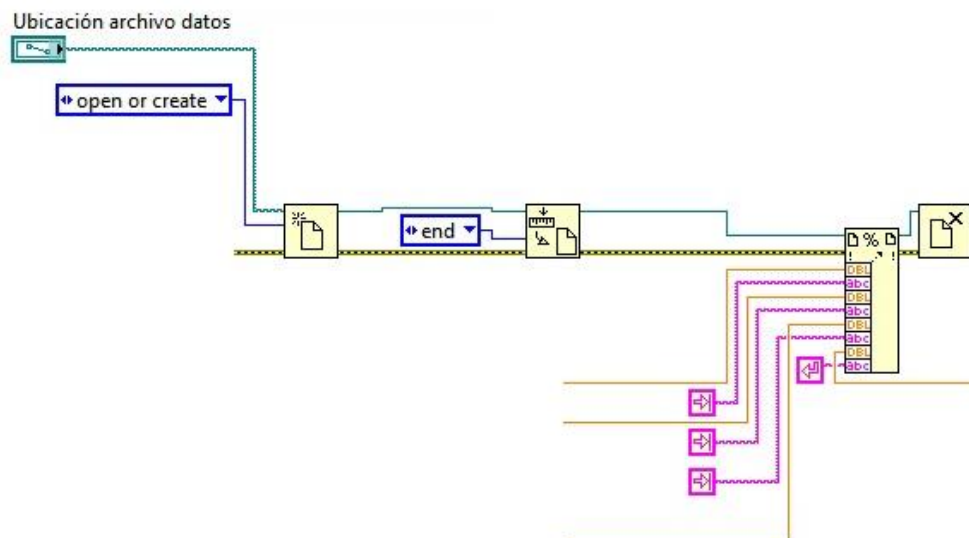 Ubicación archivo datos
open or create
end
%
! !
DBL
abc
DBL
abc
DBL
abc
DBL
abc